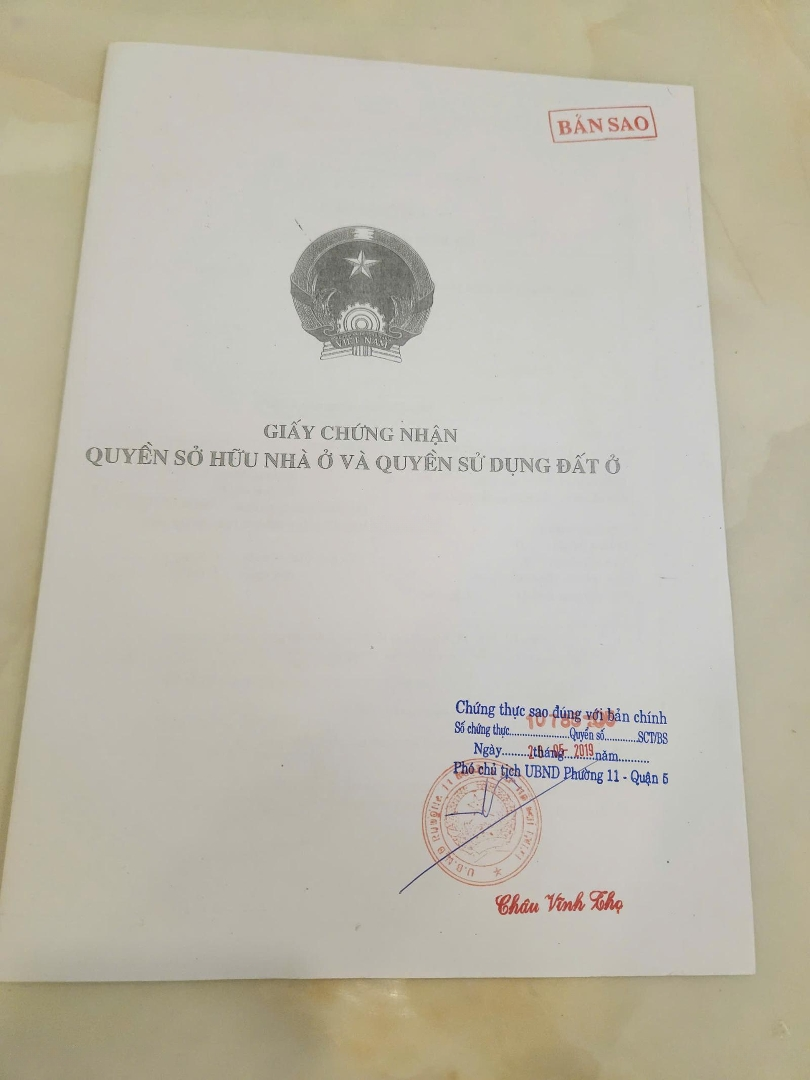 BẢN SAO
VIỆT NAM
GIẤY CHỨNG NHẬN
QUYỀN SỞ HỮU NHÀ Ở VÀ QUYỀN SỬ DỤNG ĐẤT Ở
Chứng thực sao đúng với bản chính
Số chứng thực....................Quyển số...........SCT/BS
Ngày.........tháng..........năm..........
05 2019
Phó chủ tịch UBND Phường 11 - Quận 5
U.B.N.D
Châu Vĩnh Thọ